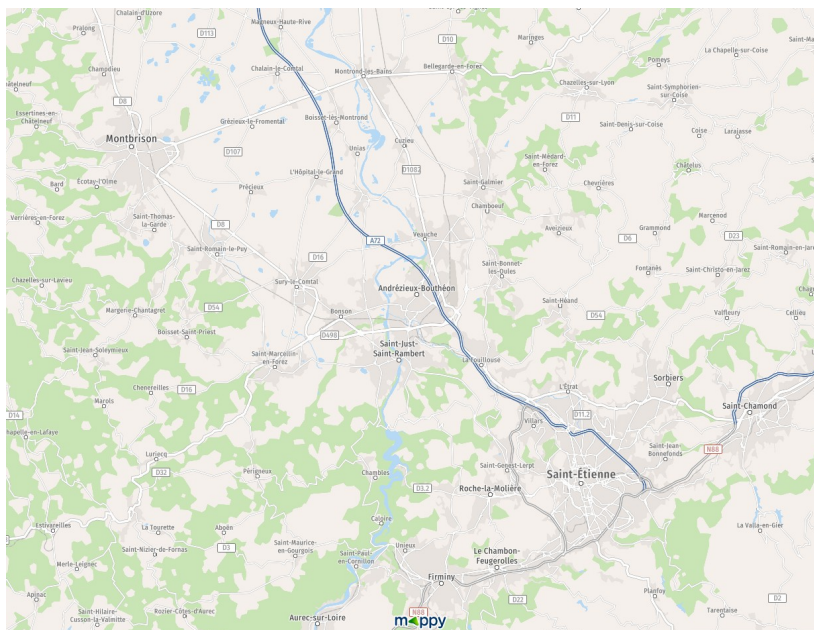 Chalain-d'Uzore
Magneux-Haute-Rive
Pralong
D113
D10
Maringes
La Chapelle-sur-Coise
Champdieu
Chalain-le-Comtal
Montrond-les-Bains
Bellegarde-en-Forez
Pomeys
Chazelles-sur-Lyon
Saint-Symphorien-
sur-Coise
D8
Essertines-en-
Châtelneuf
Grézieux-le-Fromental
Boisset-lès-Montrond
D11
Saint-Denis-sur-Coise
Coise
Larajasse
Montbrison
Cuzieu
Unias
D107
Saint-Médard-
en-Forez
Châtelus
D1082
L'Hôpital-le-Grand
Bard
Écotay-l'Olme
Précieux
Saint-Galmier
Chevrières
Chambœuf
Verrières-en-Forez
Saint-Thomas-
la-Garde
D8
Marcenod
Aveizieux
Grammond
Veauche
A72
D6
D23
Saint-Romain-le-Puy
D16
Saint-Romain-en-Jarez
Saint-Bonnet-
les-Oules
Fontanès
Saint-Christo-en-Jarez
Chazelles-sur-Lavieu
Sury-le-Comtal
Andrézieux-Bouthéon
Saint-Héand
Margerie-Chantagret
D54
Bonson
D54
Valfleury
Cellieu
Boisset-Saint-Priest
D498
Saint-Just-
Saint-Rambert
Saint-Jean-Soleymieux
Saint-Marcellin-
en-Forez
La Fouillouse
Sorbiers
Chenereilles
D16
L'Étrat
Marols
Saint-Chamond
D14
D11.2
Villars
Saint-Jean-
Bonnefonds
N88
Luriecq
Saint-Genest-Lerpt
D32
Périgneux
Chambles
Saint-Étienne
D3.2
Roche-la-Molière
Caloire
Estivareilles
La Tourette
Aboën
La Valla-en-Gier
Saint-Nizier-de-Fornas
D3
Saint-Maurice-
en-Gourgois
Saint-Paul-
en-Cornillon
Unieux
Le Chambon-
Feugerolles
Merle-Leignec
Firminy
Planfoy
Apinac
D22
D2
Saint-Hilaire-
Cusson-la-Valmitte
Rozier-Côtes-d'Aurec
Aurec-sur-Loire
N88
mappy
Tarentaise